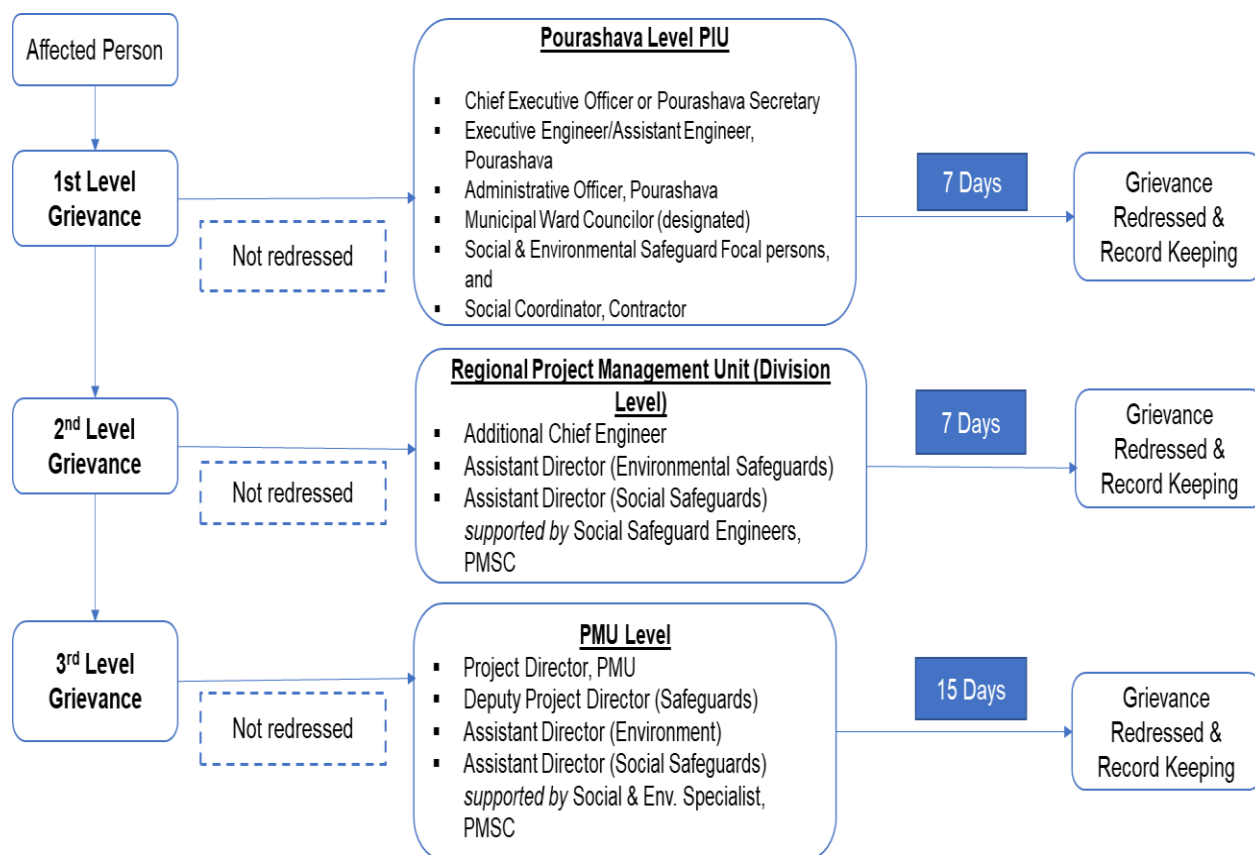 Affected Person
1st Level
Grievance
Not redressed
Pourashava Level PIU
▪ Chief Executive Officer or Pourashava Secretary
▪ Executive Engineer/Assistant Engineer,
Pourashava
▪ Administrative Officer, Pourashava
▪ Municipal Ward Councilor (designated)
▪ Social & Environmental Safeguard Focal persons,
and
▪ Social Coordinator, Contractor
7 Days
Grievance
Redressed &
Record Keeping
2nd Level
Grievance
Not redressed
Regional Project Management Unit (Division
Level)
▪ Additional Chief Engineer
▪ Assistant Director (Environmental Safeguards)
▪ Assistant Director (Social Safeguards)
supported by Social Safeguard Engineers,
PMSC
7 Days
Grievance
Redressed &
Record Keeping
3rd Level
Grievance
Not redressed
PMU Level
▪ Project Director, PMU
▪ Deputy Project Director (Safeguards)
▪ Assistant Director (Environment)
▪ Assistant Director (Social Safeguards)
supported by Social & Env. Specialist,
PMSC
15 Days
Grievance
Redressed &
Record Keeping